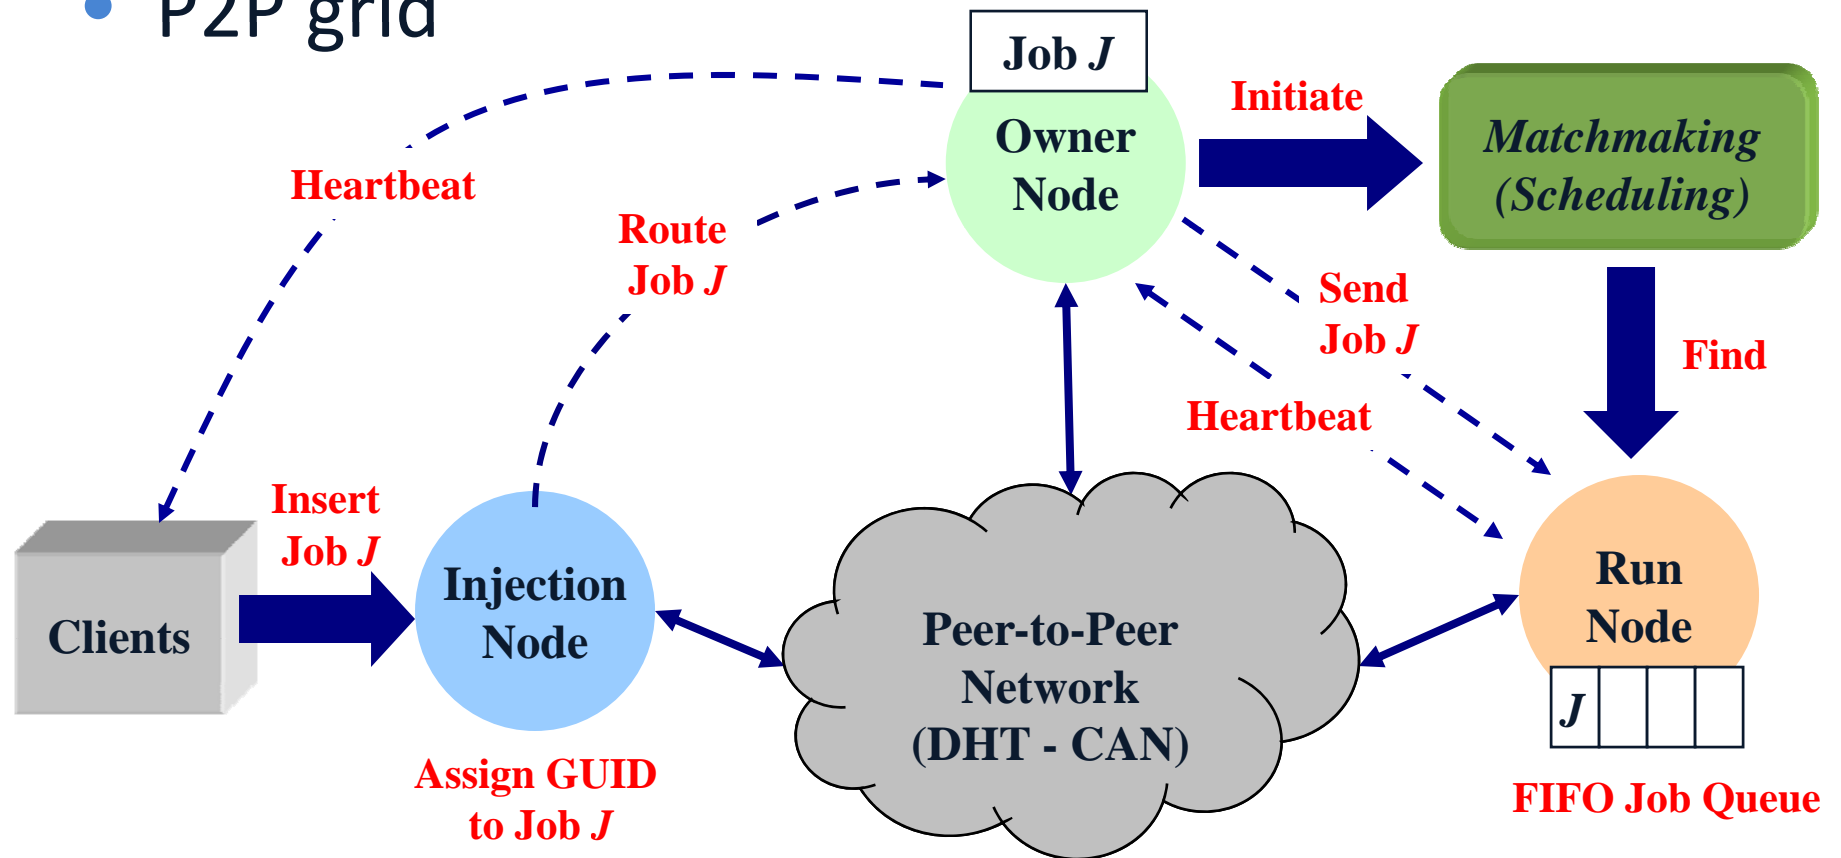 P2P grid
Job J
Owner
Node
Initiate
Matchmaking
(Scheduling)
Heartbeat
Route
Job J
Send
Job J
Find
Heartbeat
Insert
Job J
Clients
Injection
Node
Assign GUID
to Job J
Peer-to-Peer
Network
(DHT - CAN)
Run
Node
J
FIFO Job Queue